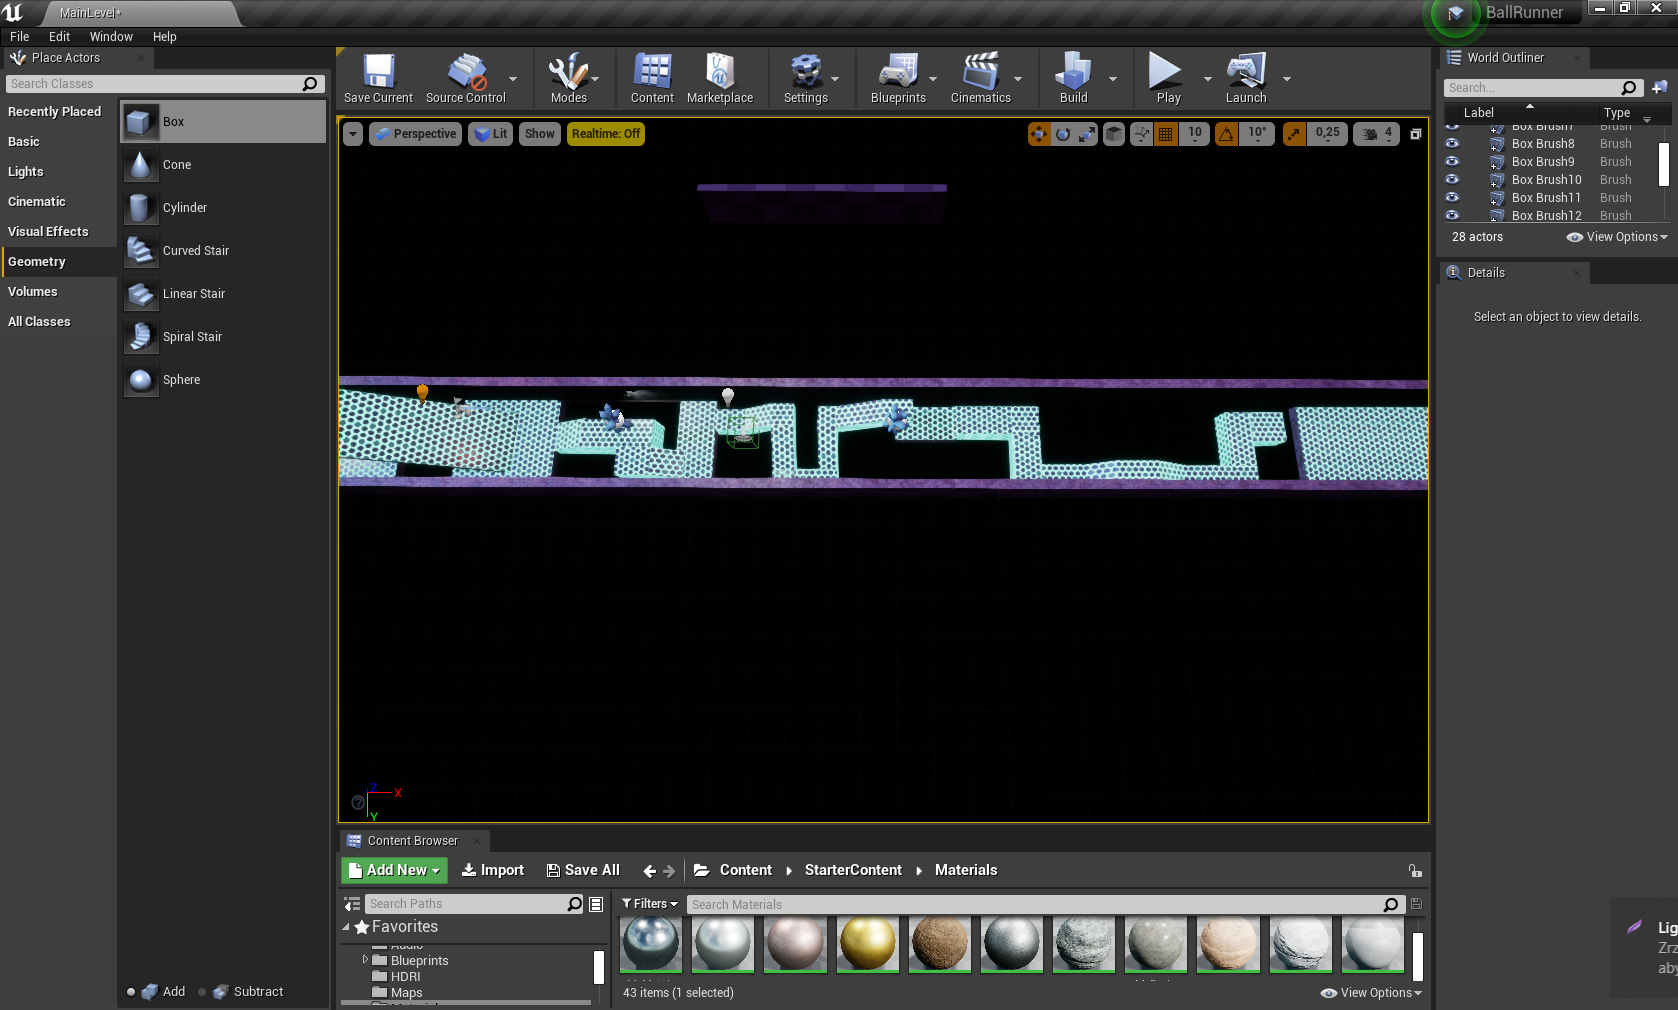 MainLevel*
BallRunner
File Edit Window Help
Place Actors
Search Classes
Recently Placed
Basic
Lights
Cinematic
Visual Effects
Geometry
Volumes
All Classes
Box
Cone
Cylinder
Curved Stair
Linear Stair
Spiral Stair
Sphere
Add Subtract
Save Current Source Control Modes Content Marketplace Settings Blueprints Cinematics Build Play Launch
Perspective Lit Show Realtime: Off 10 10° 0,25 4
Z
X
Y
World Outliner
Search...
Label Type
Box Brush7 Brush
Box Brush8 Brush
Box Brush9 Brush
Box Brush10 Brush
Box Brush11 Brush
Box Brush12 Brush
28 actors View Options
Details
Select an object to view details.
Content Browser
Add New Import Save All Content StarterContent Materials
Search Paths
Filters Search Materials
Favorites
Audio
Blueprints
HDRI
Maps
43 items (1 selected) View Options
Lig
Zrz
aby